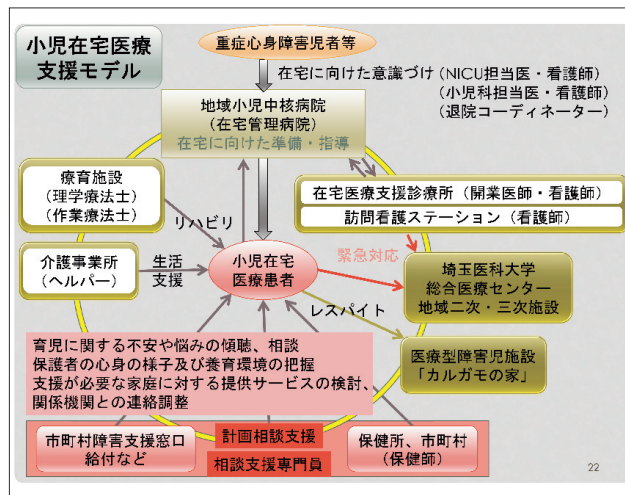 小児在宅医療
支援モデル
重症心身障害児者等
在宅に向けた意識づけ（NICU担当医・看護師）
（小児科担当医・看護師）
（退院コーディネーター）
地域小児中核病院
（在宅管理病院）
在宅に向けた準備・指導
療育施設
（理学療法士）
（作業療法士）
リハビリ
在宅医療支援診療所（開業医師・看護師）
訪問看護ステーション（看護師）
介護事業所
（ヘルパー）
生活
支援
小児在宅
医療患者
緊急対応
埼玉医科大学
総合医療センター
地域二次・三次施設
レスパイト
医療型障害児施設
「カルガモの家」
育児に関する不安や悩みの傾聴、相談
保護者の心身の様子及び養育環境の把握
支援が必要な家庭に対する提供サービスの検討、
関係機関との連絡調整
市町村障害支援窓口
給付など
計画相談支援
相談支援専門員
保健所、市町村
（保健師）
22